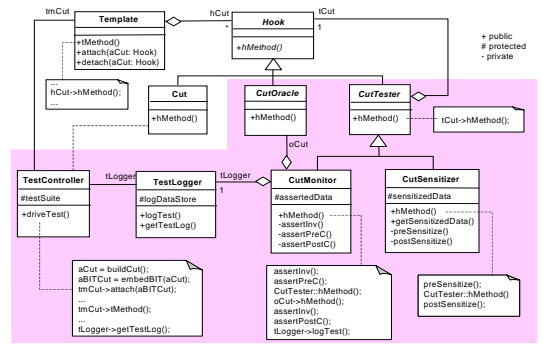 tmCut
Template
+tMethod()
+attach(aCut: Hook)
+detach(aCut: Hook)
hCut
*
Hook
+hMethod()
tCut
1
+ public
# protected
- private
...
hCut->hMethod();
...
Cut
+hMethod()
CutOracle
+hMethod()
CutTester
+hMethod()
tCut->hMethod();
oCut
TestController
#testSuite
+driveTest()
tLogger
TestLogger
#logDataStore
+logTest()
+getTestLog()
tLogger
1
CutMonitor
#assertedData
+hMethod()
-assertInv()
-assertPreC()
-assertPostC()
CutSensitizer
#sensitizedData
+hMethod()
+getSensitizedData()
-preSensitize()
-postSensitize()
aCut = buildCut();
aBITCut = embedBIT(aCut);
tmCut->attach(aBITCut);
...
tmCut->tMethod();
...
tLogger->getTestLog();
assertInv();
assertPreC();
CutTester::hMethod();
oCut->hMethod();
assertInv();
assertPostC();
tLogger->logTest();
preSensitize();
CutTester::hMethod()
postSensitize();